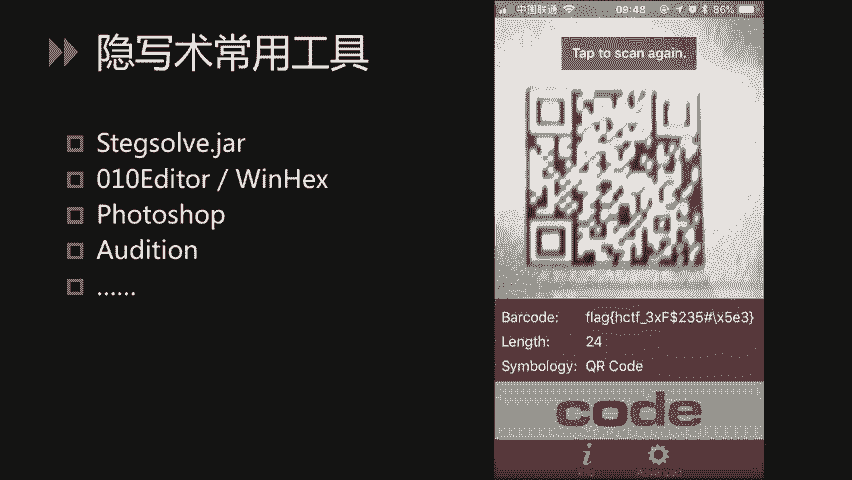 隐写术常用工具
Stegsolve.jar
010Editor / WinHex
Photoshop
Audition
......
中国联通 09:48 86%
Tap to scan again.
Barcode: flag{hctf_3xF$235#\x5e3}
Length: 24
Symbology: QR Code
code